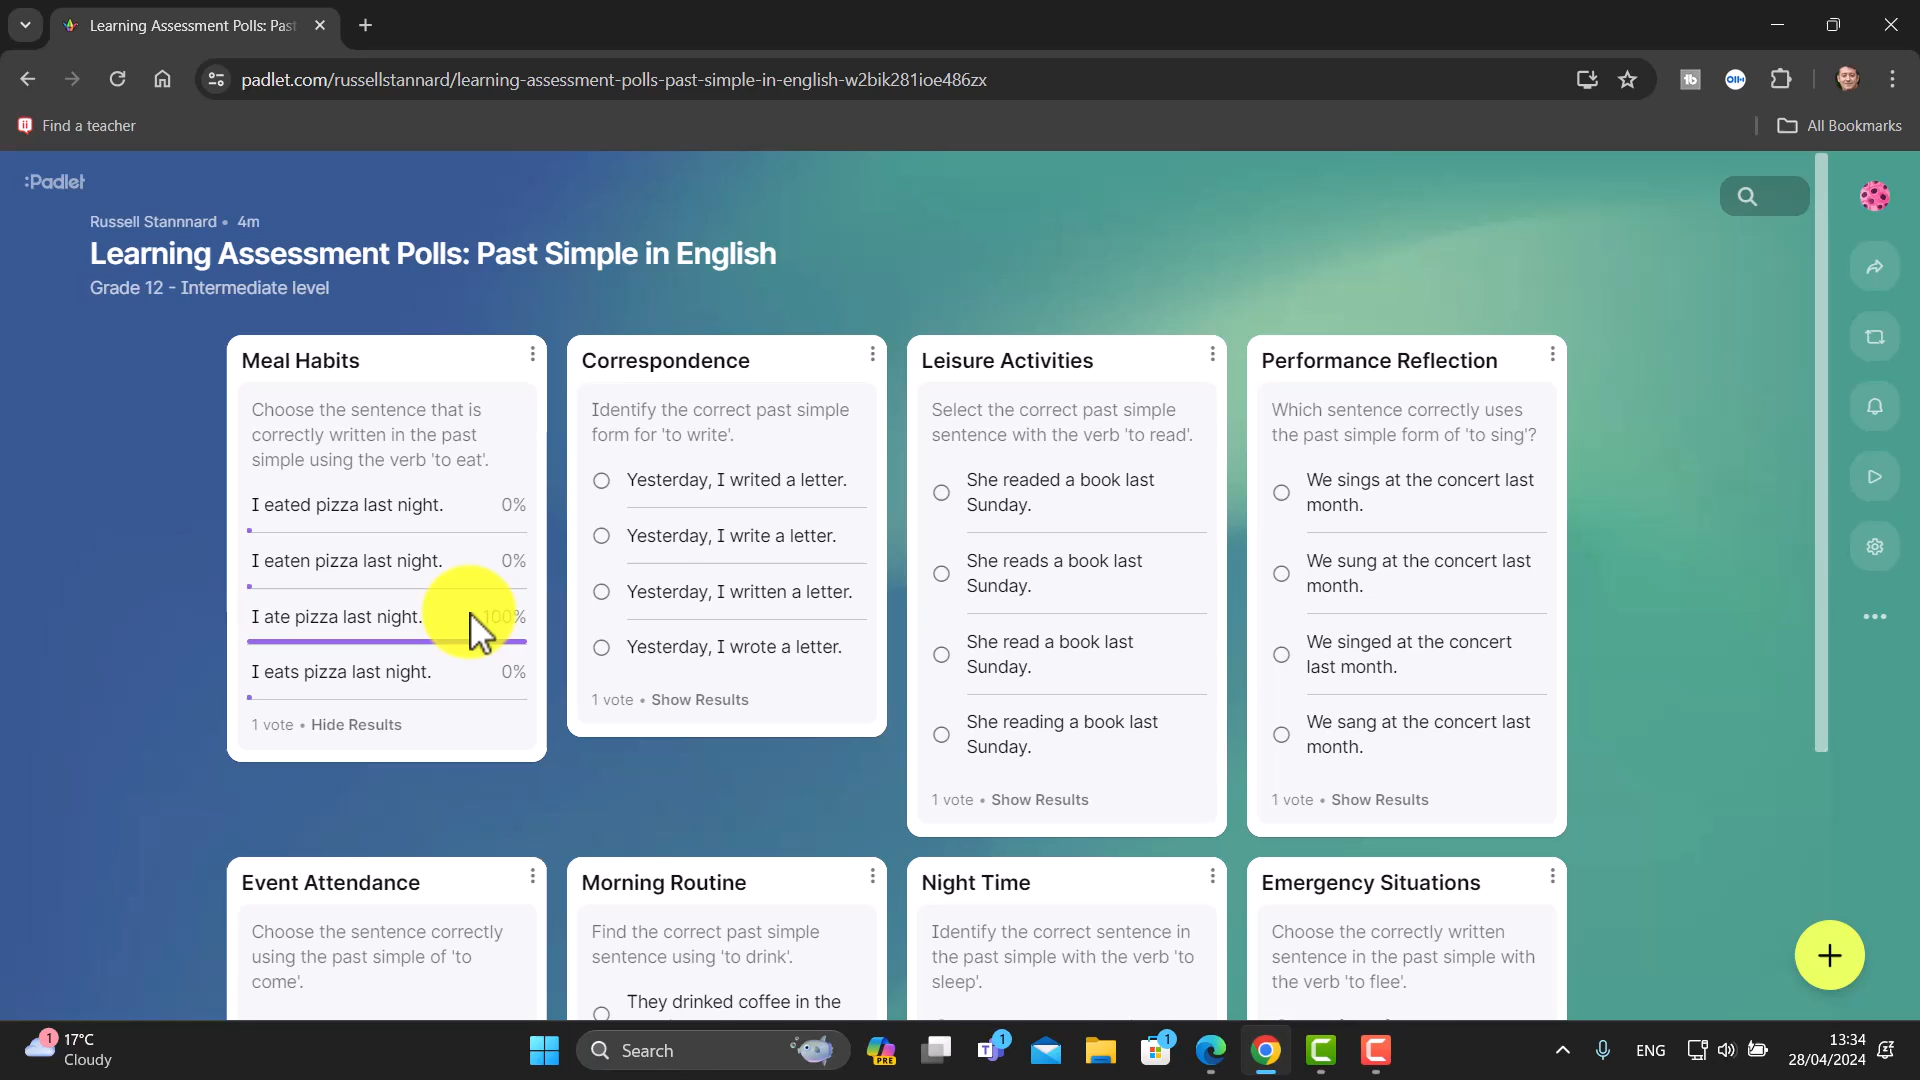 Learning Assessment Polls: Past
padlet.com/russellstannard/learning-assessment-polls-past-simple-in-english-w2bik281ioe486zx
Find a teacher
All Bookmarks
:Padlet
Russell Stannnard • 4m
Learning Assessment Polls: Past Simple in English
Grade 12 - Intermediate level
Meal Habits
Choose the sentence that is
correctly written in the past
simple using the verb 'to eat'.
I eated pizza last night. 0%
I eaten pizza last night. 0%
I ate pizza last night. 100%
I eats pizza last night. 0%
1 vote • Hide Results
Correspondence
Identify the correct past simple
form for 'to write'.
Yesterday, I writed a letter.
Yesterday, I write a letter.
Yesterday, I written a letter.
Yesterday, I wrote a letter.
1 vote • Show Results
Leisure Activities
Select the correct past simple
sentence with the verb 'to read'.
She readed a book last
Sunday.
She reads a book last
Sunday.
She read a book last
Sunday.
She reading a book last
Sunday.
1 vote • Show Results
Performance Reflection
Which sentence correctly uses
the past simple form of 'to sing'?
We sings at the concert last
month.
We sung at the concert last
month.
We singed at the concert
last month.
We sang at the concert last
month.
1 vote • Show Results
Event Attendance
Choose the sentence correctly
using the past simple of 'to
come'.
Morning Routine
Find the correct past simple
sentence using 'to drink'.
They drinked coffee in the
Night Time
Identify the correct sentence in
the past simple with the verb 'to
sleep'.
Emergency Situations
Choose the correctly written
sentence in the past simple with
the verb 'to flee'.
1
17°C
Cloudy
Search
PRE
1
1
ENG
13:34
28/04/2024